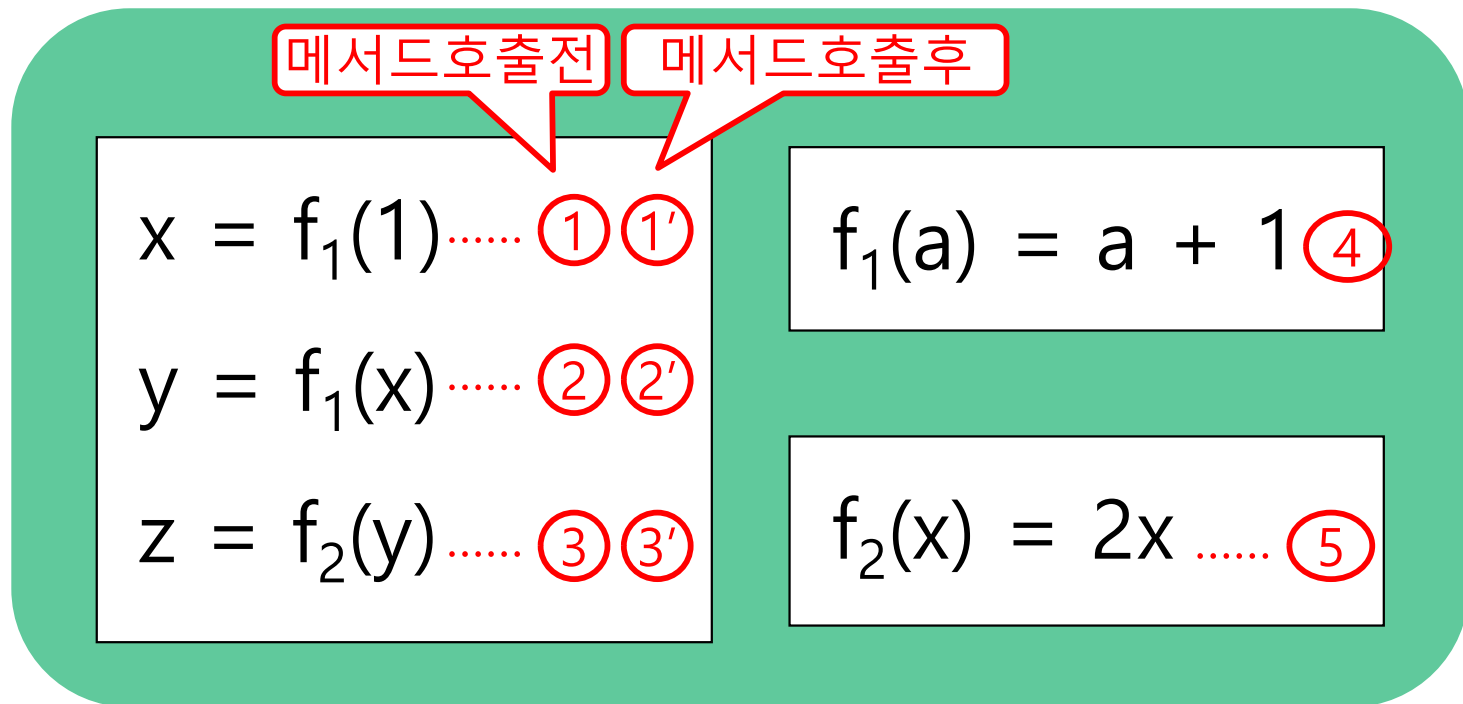 메서드호출전
메서드호출후
x = f₁(1)······ ① 1′
y = f₁(x)······ ② 2′
z = f₂(y)······ ③ 3′
f₁(a) = a + 1 ④
f₂(x) = 2x ······ ⑤